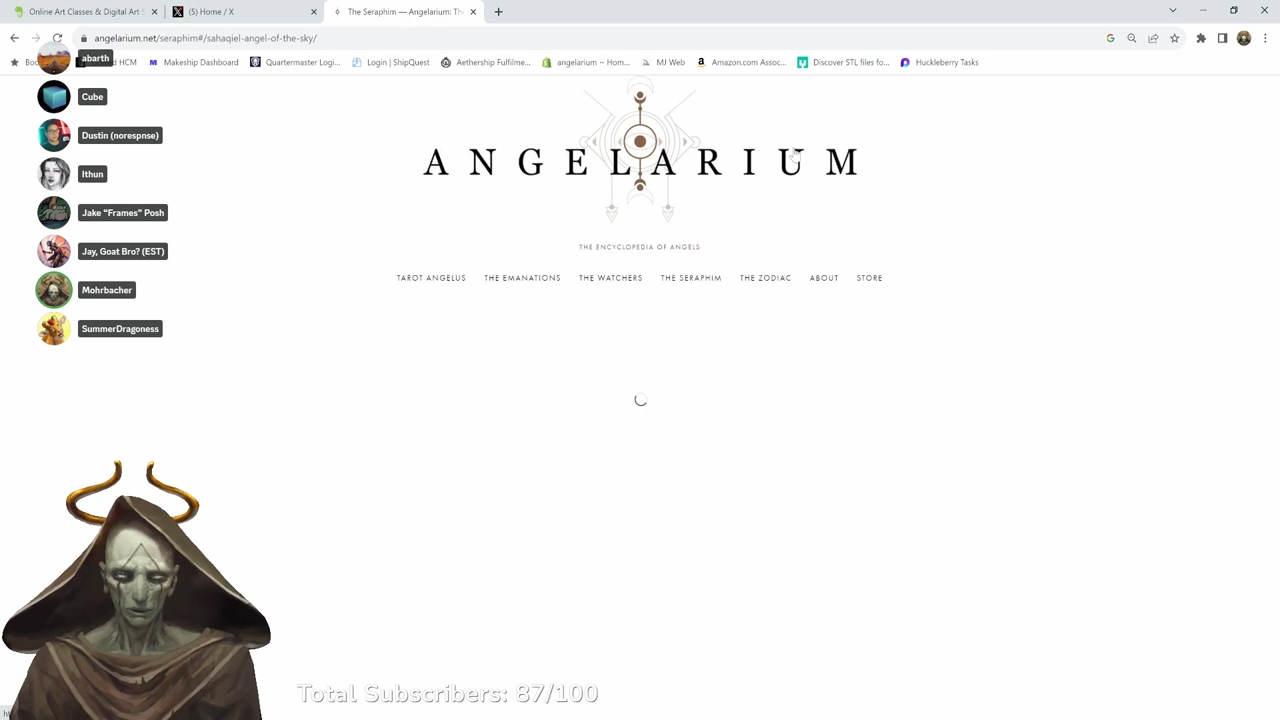 Online Art Classes & Digital Art S
(5) Home / X
The Seraphim — Angelarium: Th
angelarium.net/seraphim#/sahaqiel-angel-of-the-sky/
HCM
Makeship Dashboard
Quartermaster Logi...
Login | ShipQuest
Aethership Fulfilme...
angelarium ~ Hom...
MJ Web
Amazon.com Assoc...
Discover STL files fo...
Huckleberry Tasks
abarth
Cube
Dustin (norespnse)
Ithun
Jake “Frames” Posh
Jay, Goat Bro? (EST)
Mohrbacher
SummerDragoness
ANGELARIUM
THE ENCYCLOPEDIA OF ANGELS
TAROT ANGELUS THE EMANATIONS THE WATCHERS THE SERAPHIM THE ZODIAC ABOUT STORE
Total Subscribers: 87/100